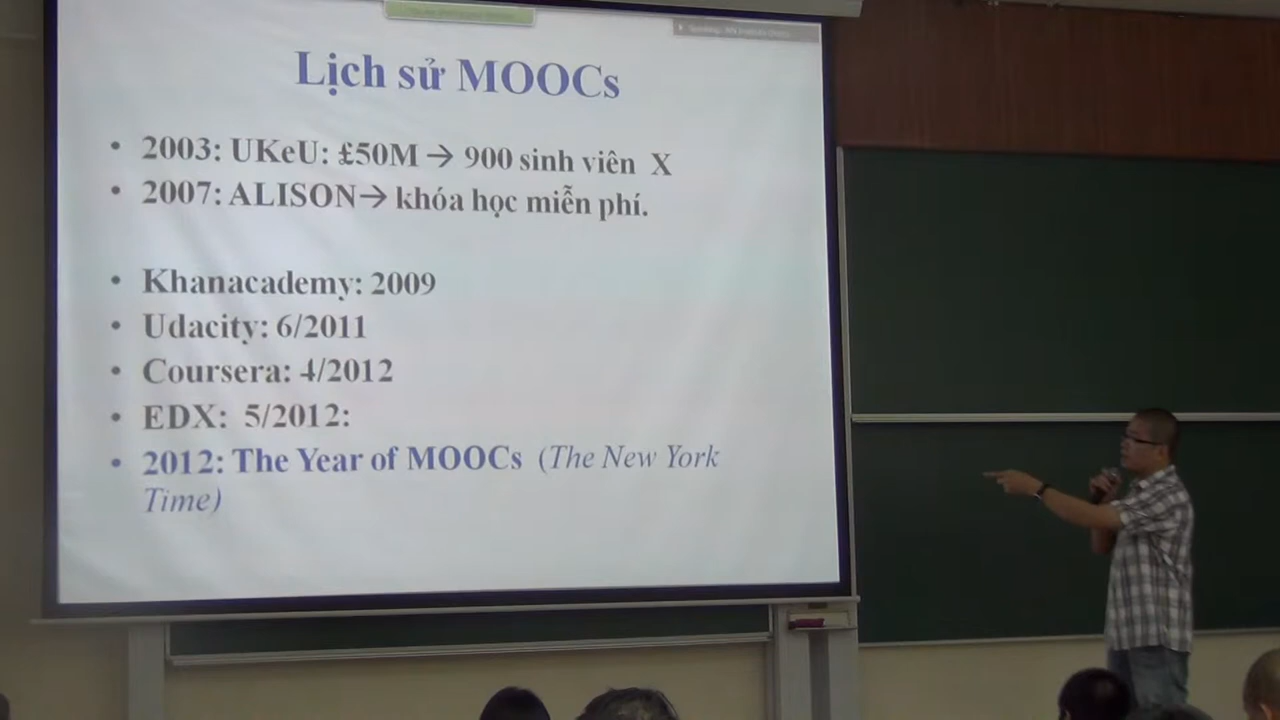 Lịch sử MOOCs
• 2003: UKeU: £50M → 900 sinh viên X
• 2007: ALISON→ khóa học miễn phí.
• Khanacademy: 2009
• Udacity: 6/2011
• Coursera: 4/2012
• EDX: 5/2012:
• 2012: The Year of MOOCs (The New York
Time)